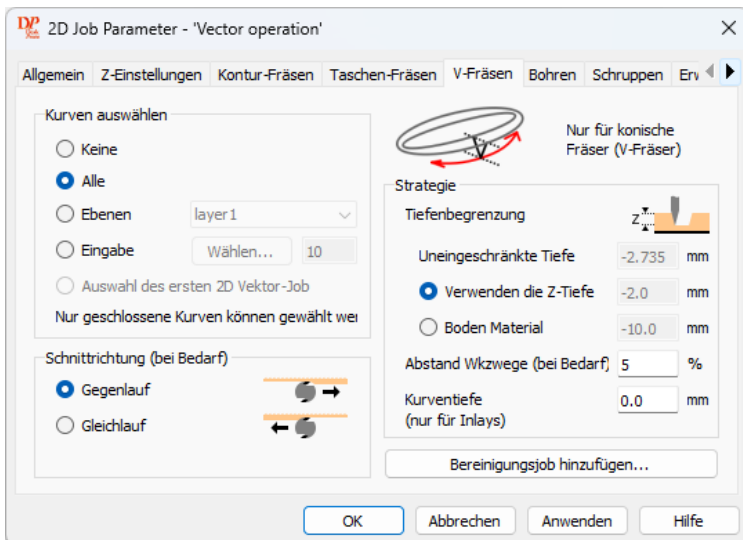 2D Job Parameter - 'Vector operation'
Allgemein Z-Einstellungen Kontur-Fräsen Taschen-Fräsen V-Fräsen Bohren Schruppen Erv
Kurven auswählen
Keine
Alle
Ebenen layer1
Eingabe Wählen... 10
Auswahl des ersten 2D Vektor-Job
Nur geschlossene Kurven können gewählt wer
Schnittrichtung (bei Bedarf)
Gegenlauf
Gleichlauf
V
Nur für konische
Fräser (V-Fräser)
Strategie
Tiefenbegrenzung Z
Uneingeschränkte Tiefe -2.735 mm
Verwenden die Z-Tiefe -2.0 mm
Boden Material -10.0 mm
Abstand Wkzwege (bei Bedarf) 5 %
Kurventiefe 0.0 mm
(nur für Inlays)
Bereinigungsjob hinzufügen...
OK Abbrechen Anwenden Hilfe